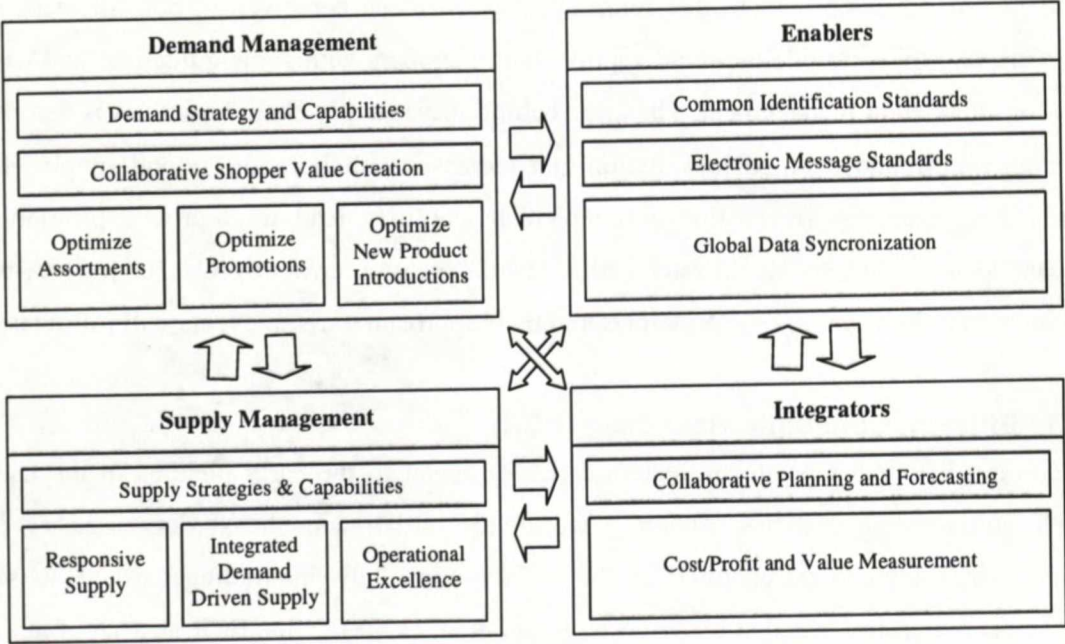 Demand Management
Demand Strategy and Capabilities
Collaborative Shopper Value Creation
Optimize
Assortments
Optimize
Promotions
Optimize
New Product
Introductions
Enablers
Common Identification Standards
Electronic Message Standards
Global Data Syncronization
Supply Management
Supply Strategies & Capabilities
Responsive
Supply
Integrated
Demand
Driven Supply
Operational
Excellence
Integrators
Collaborative Planning and Forecasting
Cost/Profit and Value Measurement